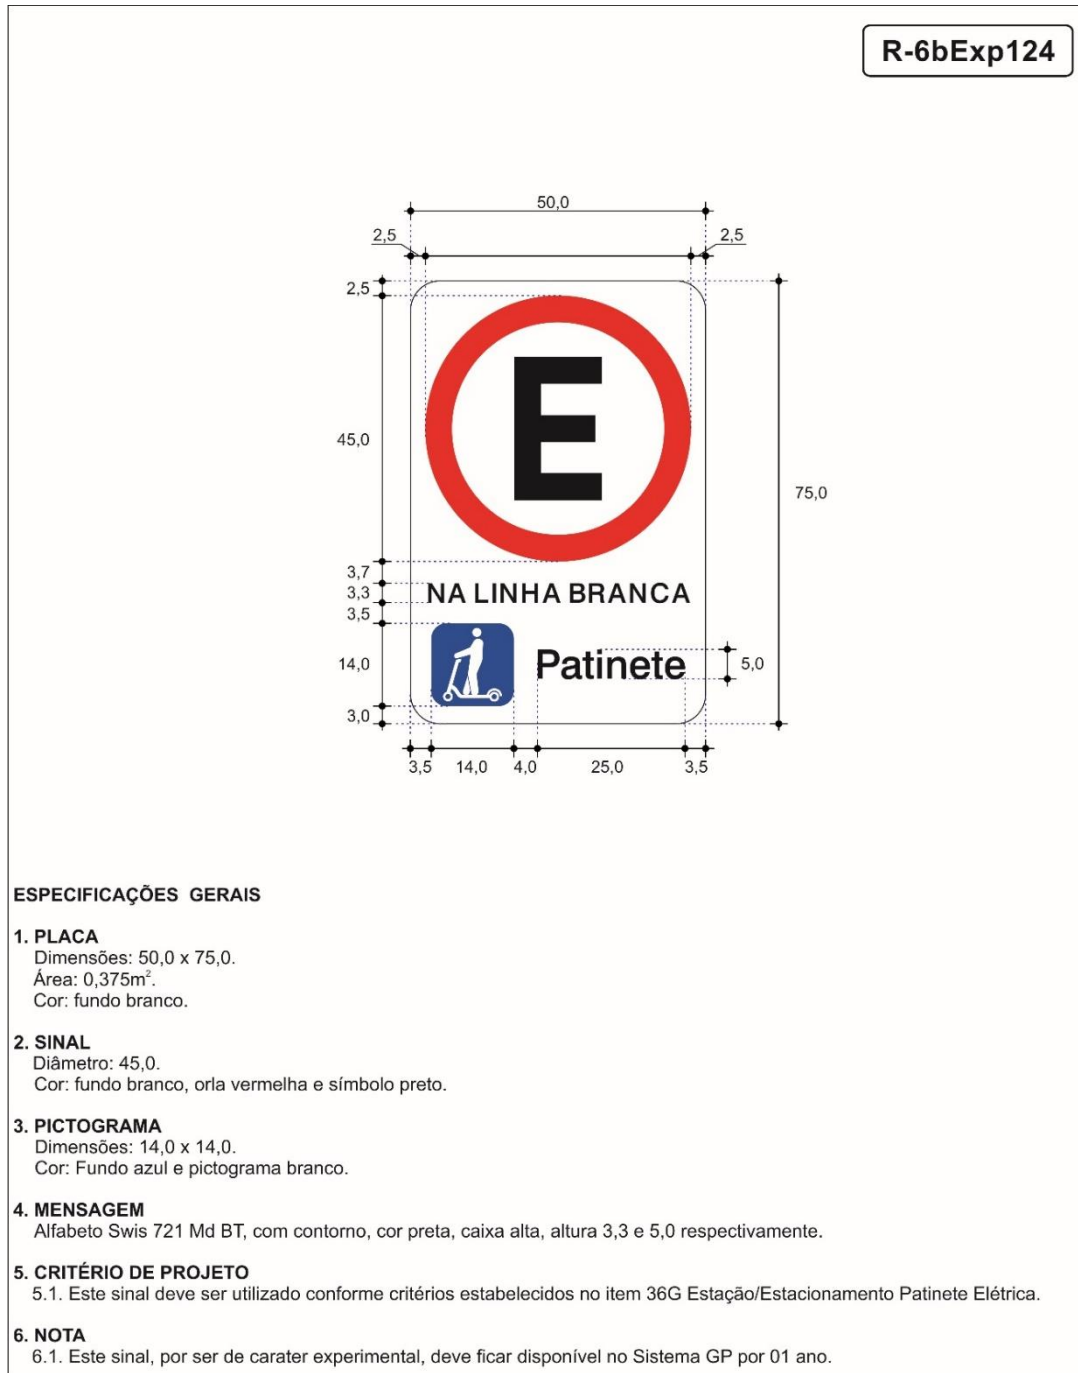 R-6bExp124
50,0
2,5
2,5
2,5
E
45,0
75,0
3,7
3,3
NA LINHA BRANCA
3,5
14,0
Patinete
5,0
3,0
3,5
14,0
4,0
25,0
3,5
ESPECIFICAÇÕES GERAIS
1. PLACA
Dimensões: 50,0 x 75,0.
Área: 0,375m².
Cor: fundo branco.
2. SINAL
Diâmetro: 45,0.
Cor: fundo branco, orla vermelha e símbolo preto.
3. PICTOGRAMA
Dimensões: 14,0 x 14,0.
Cor: Fundo azul e pictograma branco.
4. MENSAGEM
Alfabeto Swis 721 Md BT, com contorno, cor preta, caixa alta, altura 3,3 e 5,0 respectivamente.
5. CRITÉRIO DE PROJETO
5.1. Este sinal deve ser utilizado conforme critérios estabelecidos no item 36G Estação/Estacionamento Patinete Elétrica.
6. NOTA
6.1. Este sinal, por ser de carater experimental, deve ficar disponível no Sistema GP por 01 ano.